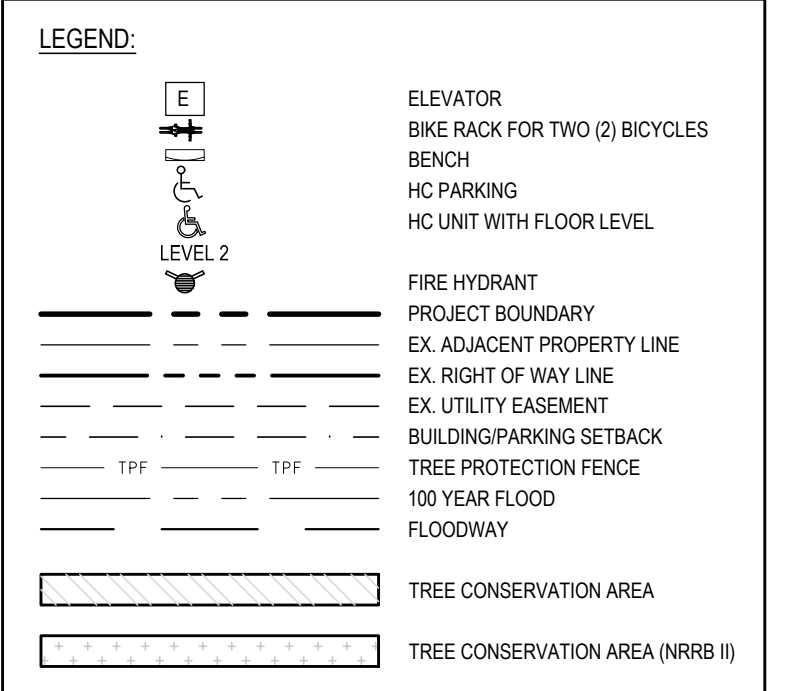 LEGEND:
E ELEVATOR
BIKE RACK FOR TWO (2) BICYCLES
BENCH
HC PARKING
HC UNIT WITH FLOOR LEVEL
LEVEL 2
FIRE HYDRANT
PROJECT BOUNDARY
EX. ADJACENT PROPERTY LINE
EX. RIGHT OF WAY LINE
EX. UTILITY EASEMENT
BUILDING/PARKING SETBACK
TPF TPF TREE PROTECTION FENCE
100 YEAR FLOOD
FLOODWAY
TREE CONSERVATION AREA
TREE CONSERVATION AREA (NRRB II)